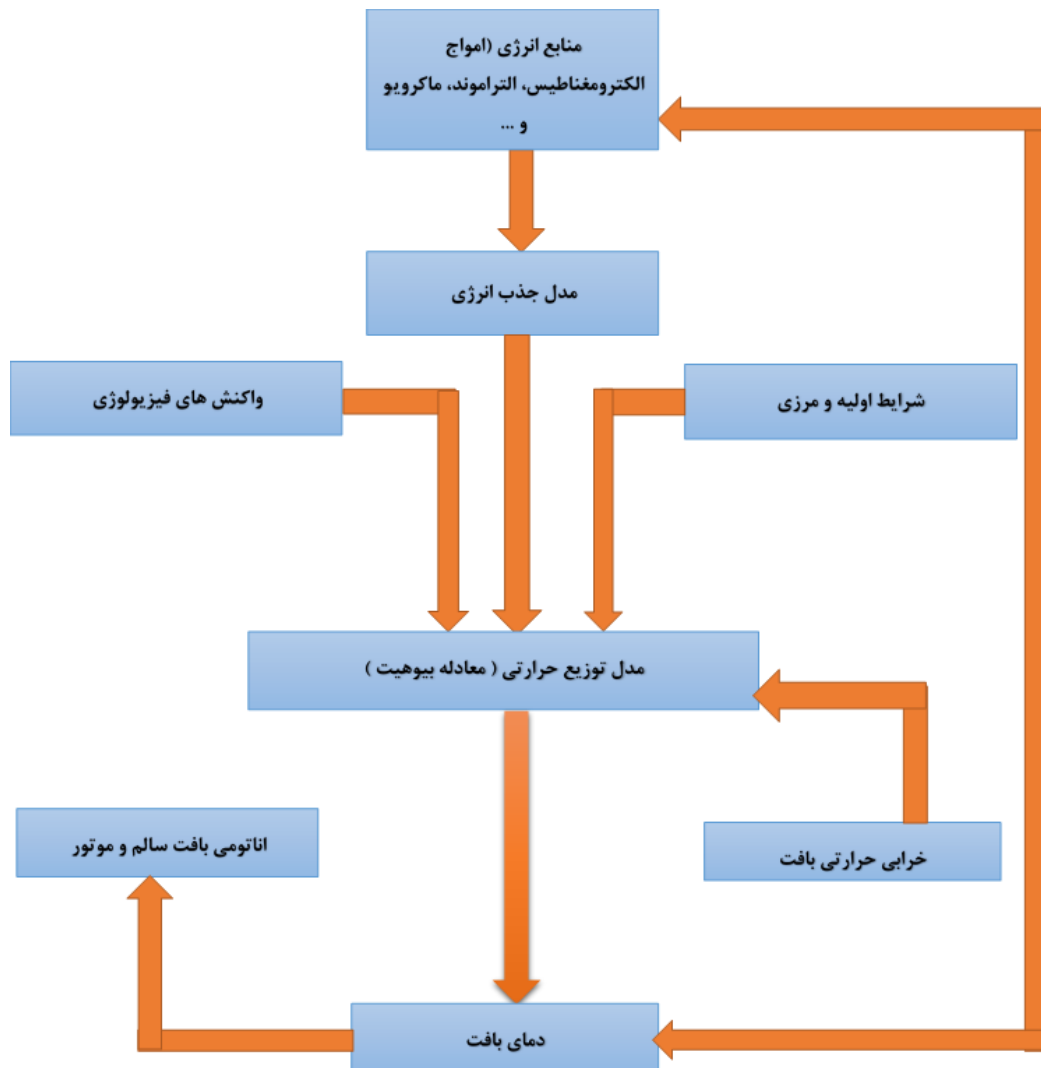 منابع انرژی (امواج
الکترومغناطیس، التراموند، ماکرویو
و ...
مدل جذب انرژی
واکنش های فیزیولوژی
شرایط اولیه و مرزی
مدل توزیع حرارتی ( معادله بیوهیت )
اناتومی بافت سالم و موتور
خرابی حرارتی بافت
دمای بافت